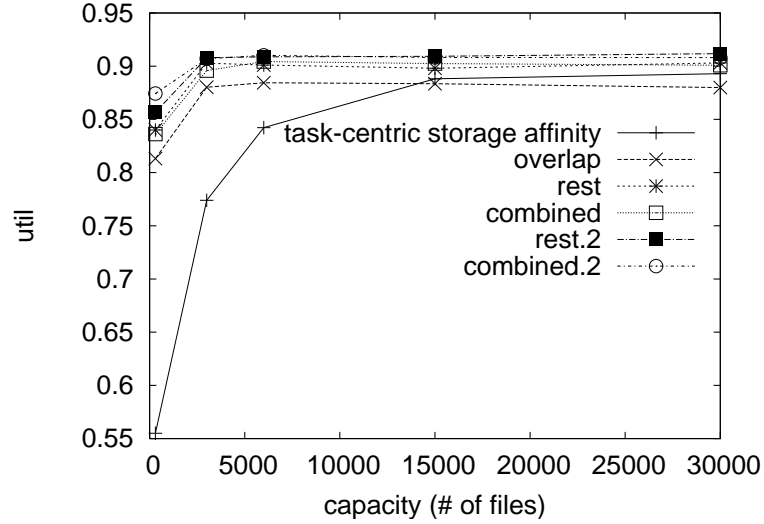 0.95
0.9
0.85
0.8
0.75
0.7
0.65
0.6
0.55
util
task-centric storage affinity
overlap
rest
combined
rest.2
combined.2
0 5000 10000 15000 20000 25000 30000
capacity (# of files)